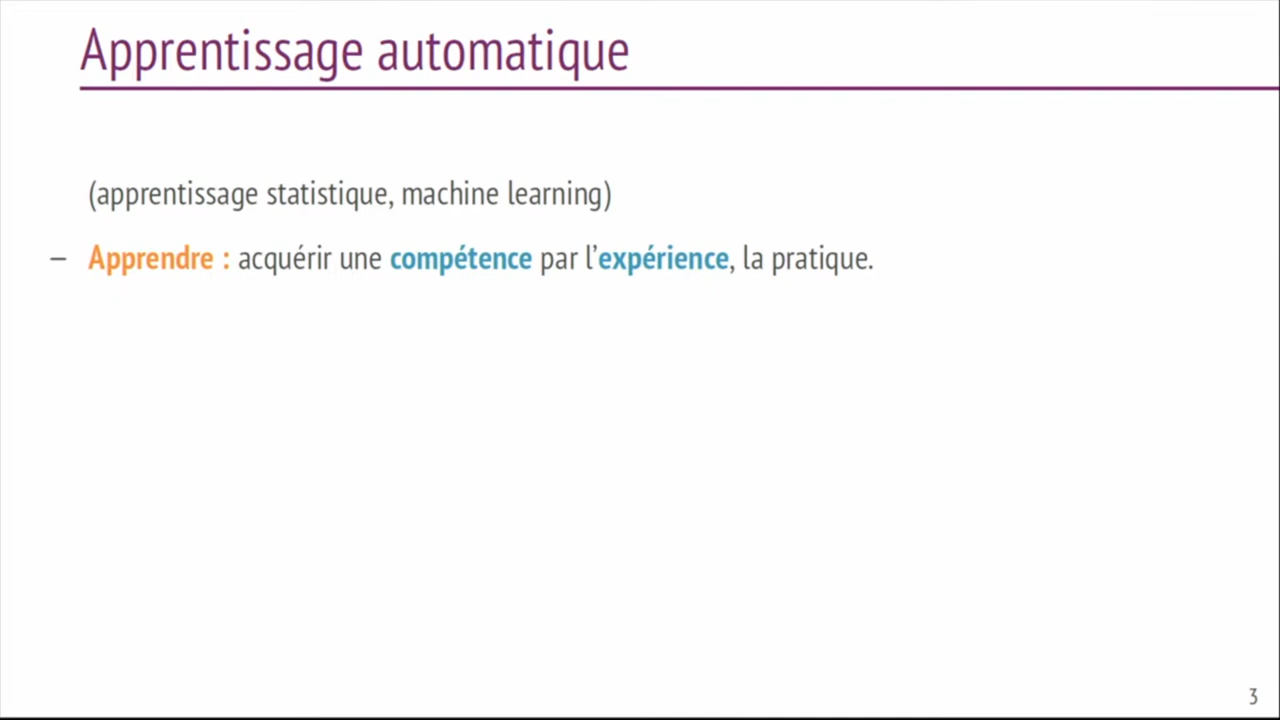 Apprentissage automatique
(apprentissage statistique, machine learning)
– Apprendre : acquérir une compétence par l’expérience, la pratique.
3